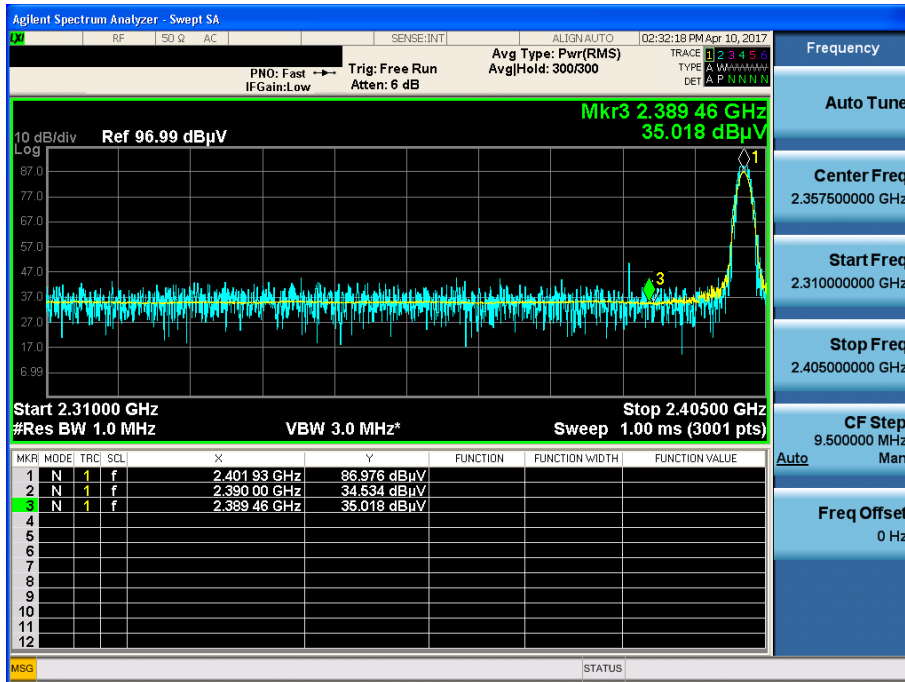 Agilent Spectrum Analyzer - Swept SA
LXI RF 50 Ω AC SENSE:INT ALIGN AUTO 02:32:18 PM Apr 10, 2017
PNO: Fast Trig: Free Run Avg Type: Pwr(RMS) TRACE 1 2 3 4 5 6
IFGain:Low Atten: 6 dB Avg|Hold: 300/300 TYPE A WWWWW
DET A P N N N N
Mkr3 2.389 46 GHz
35.018 dBµV
10 dB/div Ref 96.99 dBµV
Log
87.0
77.0
67.0
57.0
47.0
37.0
27.0
17.0
6.99
1
3
Start 2.31000 GHz Stop 2.40500 GHz
#Res BW 1.0 MHz VBW 3.0 MHz* Sweep 1.00 ms (3001 pts)
MKR MODE TRC SCL X Y FUNCTION FUNCTION WIDTH FUNCTION VALUE
1 N 1 f 2.401 93 GHz 86.976 dBµV
2 N 1 f 2.390 00 GHz 34.534 dBµV
3 N 1 f 2.389 46 GHz 35.018 dBµV
4
5
6
7
8
9
10
11
12
MSG STATUS
Frequency
Auto Tune
Center Freq
2.357500000 GHz
Start Freq
2.310000000 GHz
Stop Freq
2.405000000 GHz
CF Step
9.500000 MHz
Auto Man
Freq Offset
0 Hz